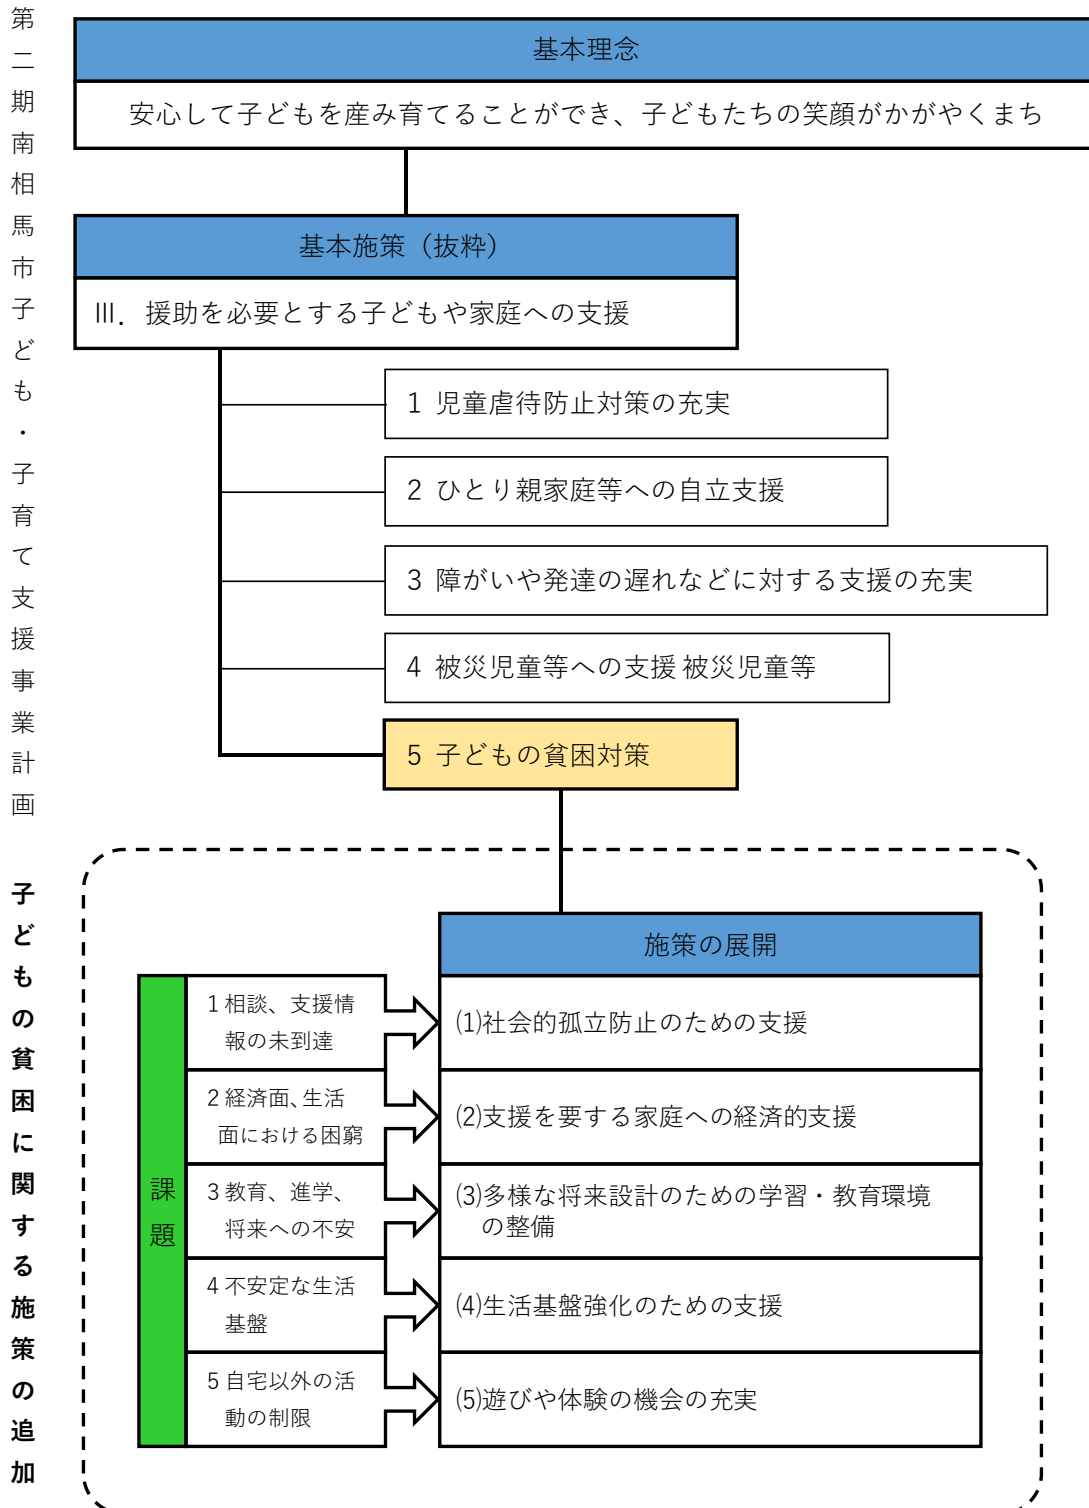 第二期南相馬市子ども・子育て支援事業計画
基本理念
安心して子どもを産み育てることができ、子どもたちの笑顔がかがやくまち
基本施策（抜粋）
Ⅲ．援助を必要とする子どもや家庭への支援
1 児童虐待防止対策の充実
2 ひとり親家庭等への自立支援
3 障がいや発達の遅れなどに対する支援の充実
4 被災児童等への支援 被災児童等
5 子どもの貧困対策
子どもの貧困に関する施策の追加
施策の展開
課題
1 相談、支援情
報の未到達
⑴社会的孤立防止のための支援
2 経済面、生活
面における困窮
⑵支援を要する家庭への経済的支援
3 教育、進学、
将来への不安
⑶多様な将来設計のための学習・教育環境
の整備
4 不安定な生活
基盤
⑷生活基盤強化のための支援
5 自宅以外の活
動の制限
⑸遊びや体験の機会の充実